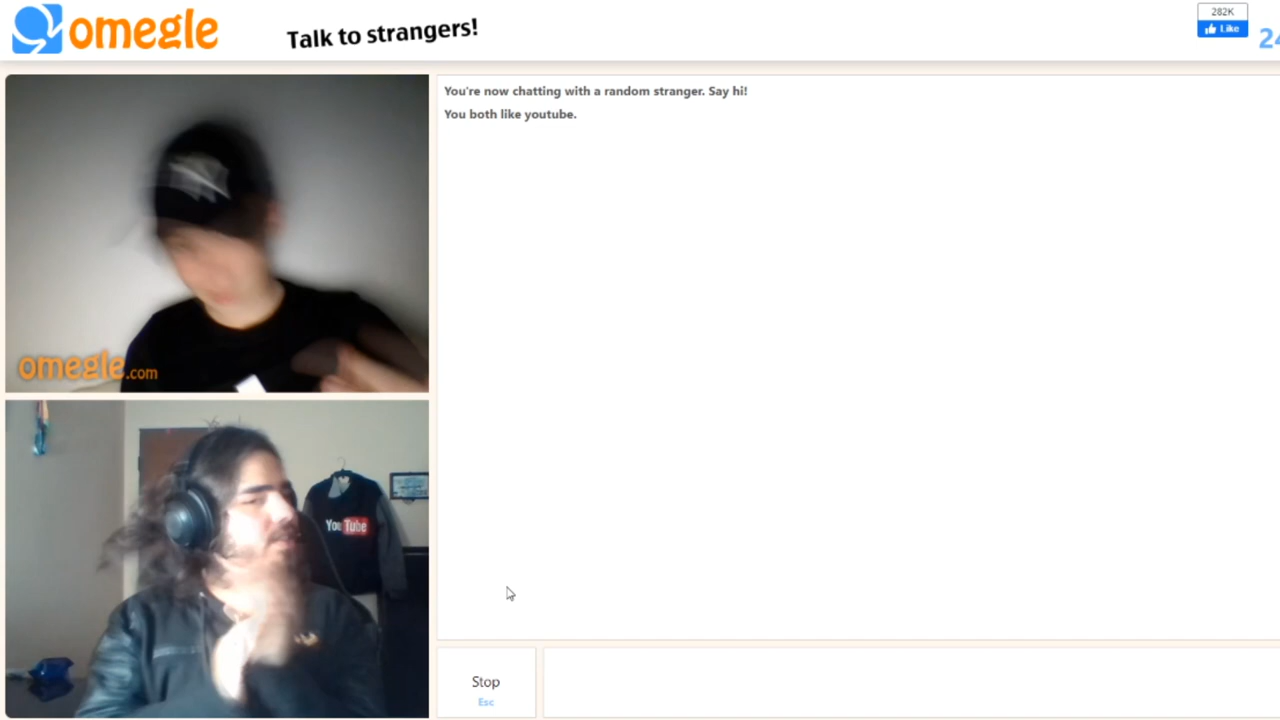 omegle
Talk to strangers!
282K
Like
24
You're now chatting with a random stranger. Say hi!
You both like youtube.
omegle.com
YouTube
Stop
Esc